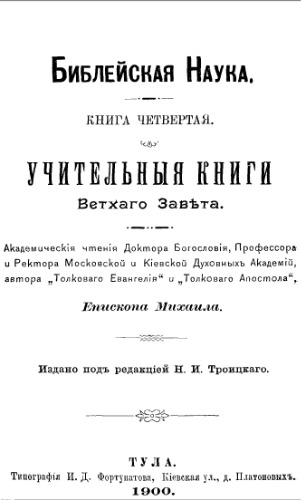 Библейская Наука.
КНИГА ЧЕТВЕРТАЯ.
УЧИТЕЛЬНЫЯ КНИГИ
Ветхаго Завѣта.
Академическія чтенія Доктора Богословія, Профессора
и Ректора Московской и Кіевской Духовныхъ Академій,
автора „Толковаго Евангелія“ и „Толковаго Апостола“,
Епископа Михаила.
Издано подъ редакціей Н. И. Троицкаго.
ТУЛА.
Типографія И. Д. Фортунатова, Кіевская ул., д. Платоновыхъ.
1900.